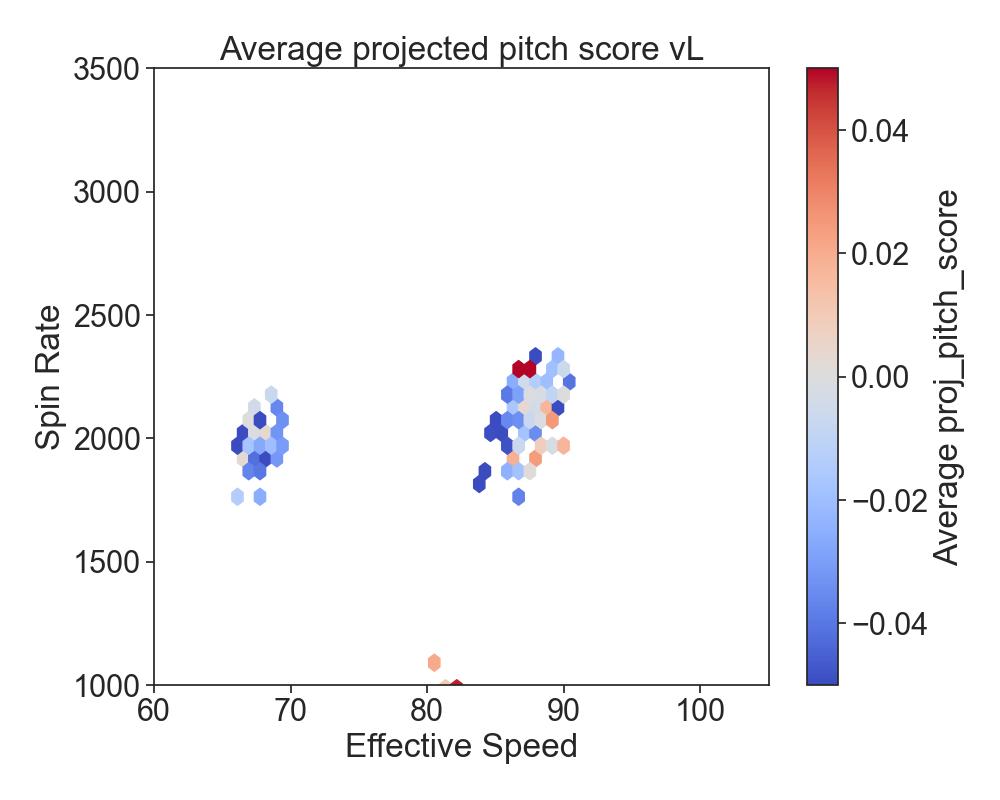 Average projected pitch score vL
3500
3000
2500
2000
1500
1000
Spin Rate
60 70 80 90 100
Effective Speed
0.04
0.02
0.00
−0.02
−0.04
Average proj_pitch_score